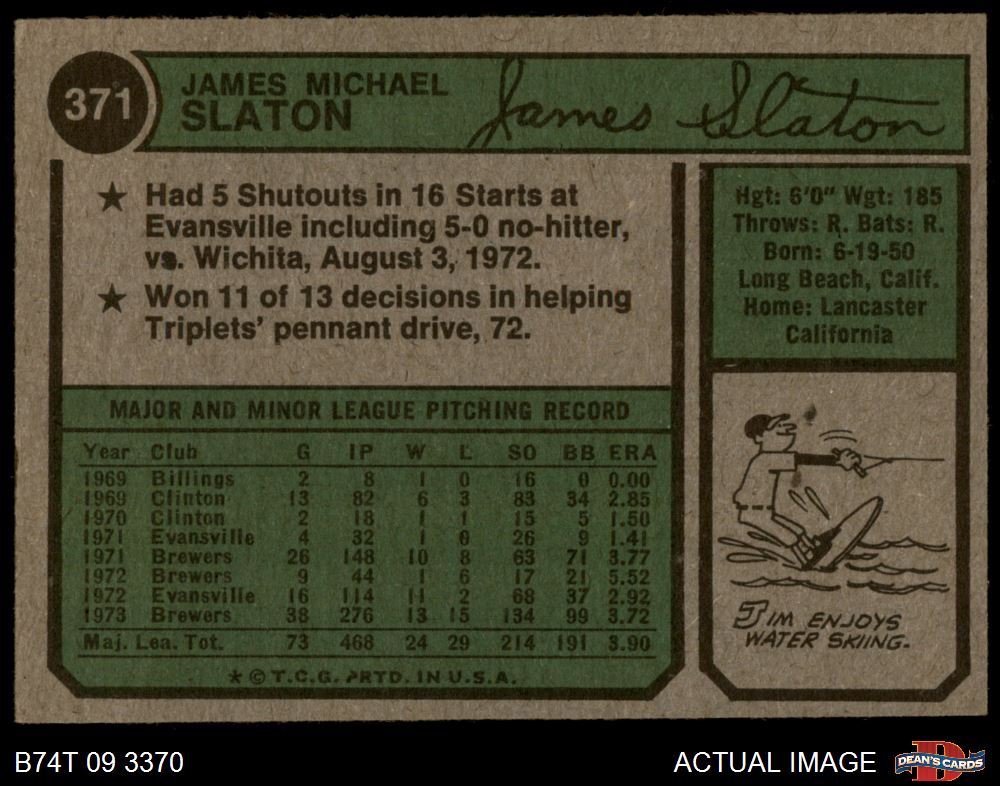 371
JAMES MICHAEL
SLATON
James Slaton
★ Had 5 Shutouts in 16 Starts at
Evansville including 5-0 no-hitter,
vs. Wichita, August 3, 1972.
★ Won 11 of 13 decisions in helping
Triplets' pennant drive, 72.
Hgt: 6'0" Wgt: 185
Throws: R. Bats: R.
Born: 6-19-50
Long Beach, Calif.
Home: Lancaster
California
MAJOR AND MINOR LEAGUE PITCHING RECORD
Year Club G IP W L SO BB ERA
1969 Billings 2 8 1 0 16 0 0.00
1969 Clinton 13 82 6 3 83 34 2.85
1970 Clinton 2 18 1 1 15 5 1.50
1971 Evansville 4 32 1 0 26 9 1.41
1971 Brewers 26 148 10 8 63 71 3.77
1972 Brewers 9 44 1 6 17 21 5.52
1972 Evansville 16 114 11 2 68 37 2.92
1973 Brewers 38 276 13 15 134 99 3.72
Maj. Lea. Tot. 73 468 24 29 214 191 3.90
★ © T.C.G. PRTD. IN U.S.A.
JIM ENJOYS
WATER SKIING.
B74T 09 3370
ACTUAL IMAGE
D
DEAN'S CARDS